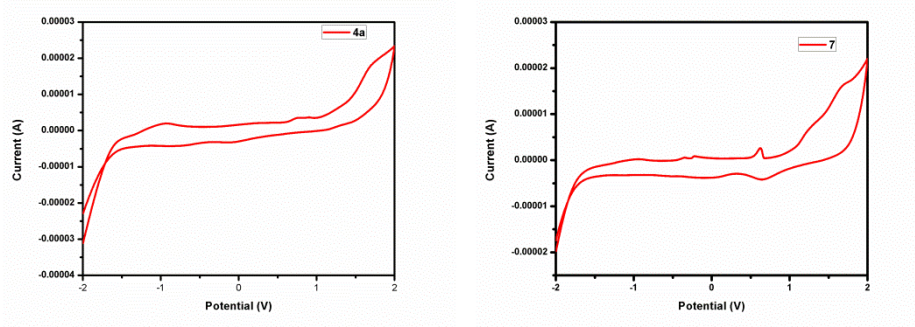 4a
0.00003
0.00002
0.00001
0.00000
-0.00001
-0.00002
-0.00003
-0.00004
-2 -1 0 1 2
Current (A)
Potential (V)
7
0.00003
0.00002
0.00001
0.00000
-0.00001
-0.00002
-2 -1 0 1 2
Current (A)
Potential (V)